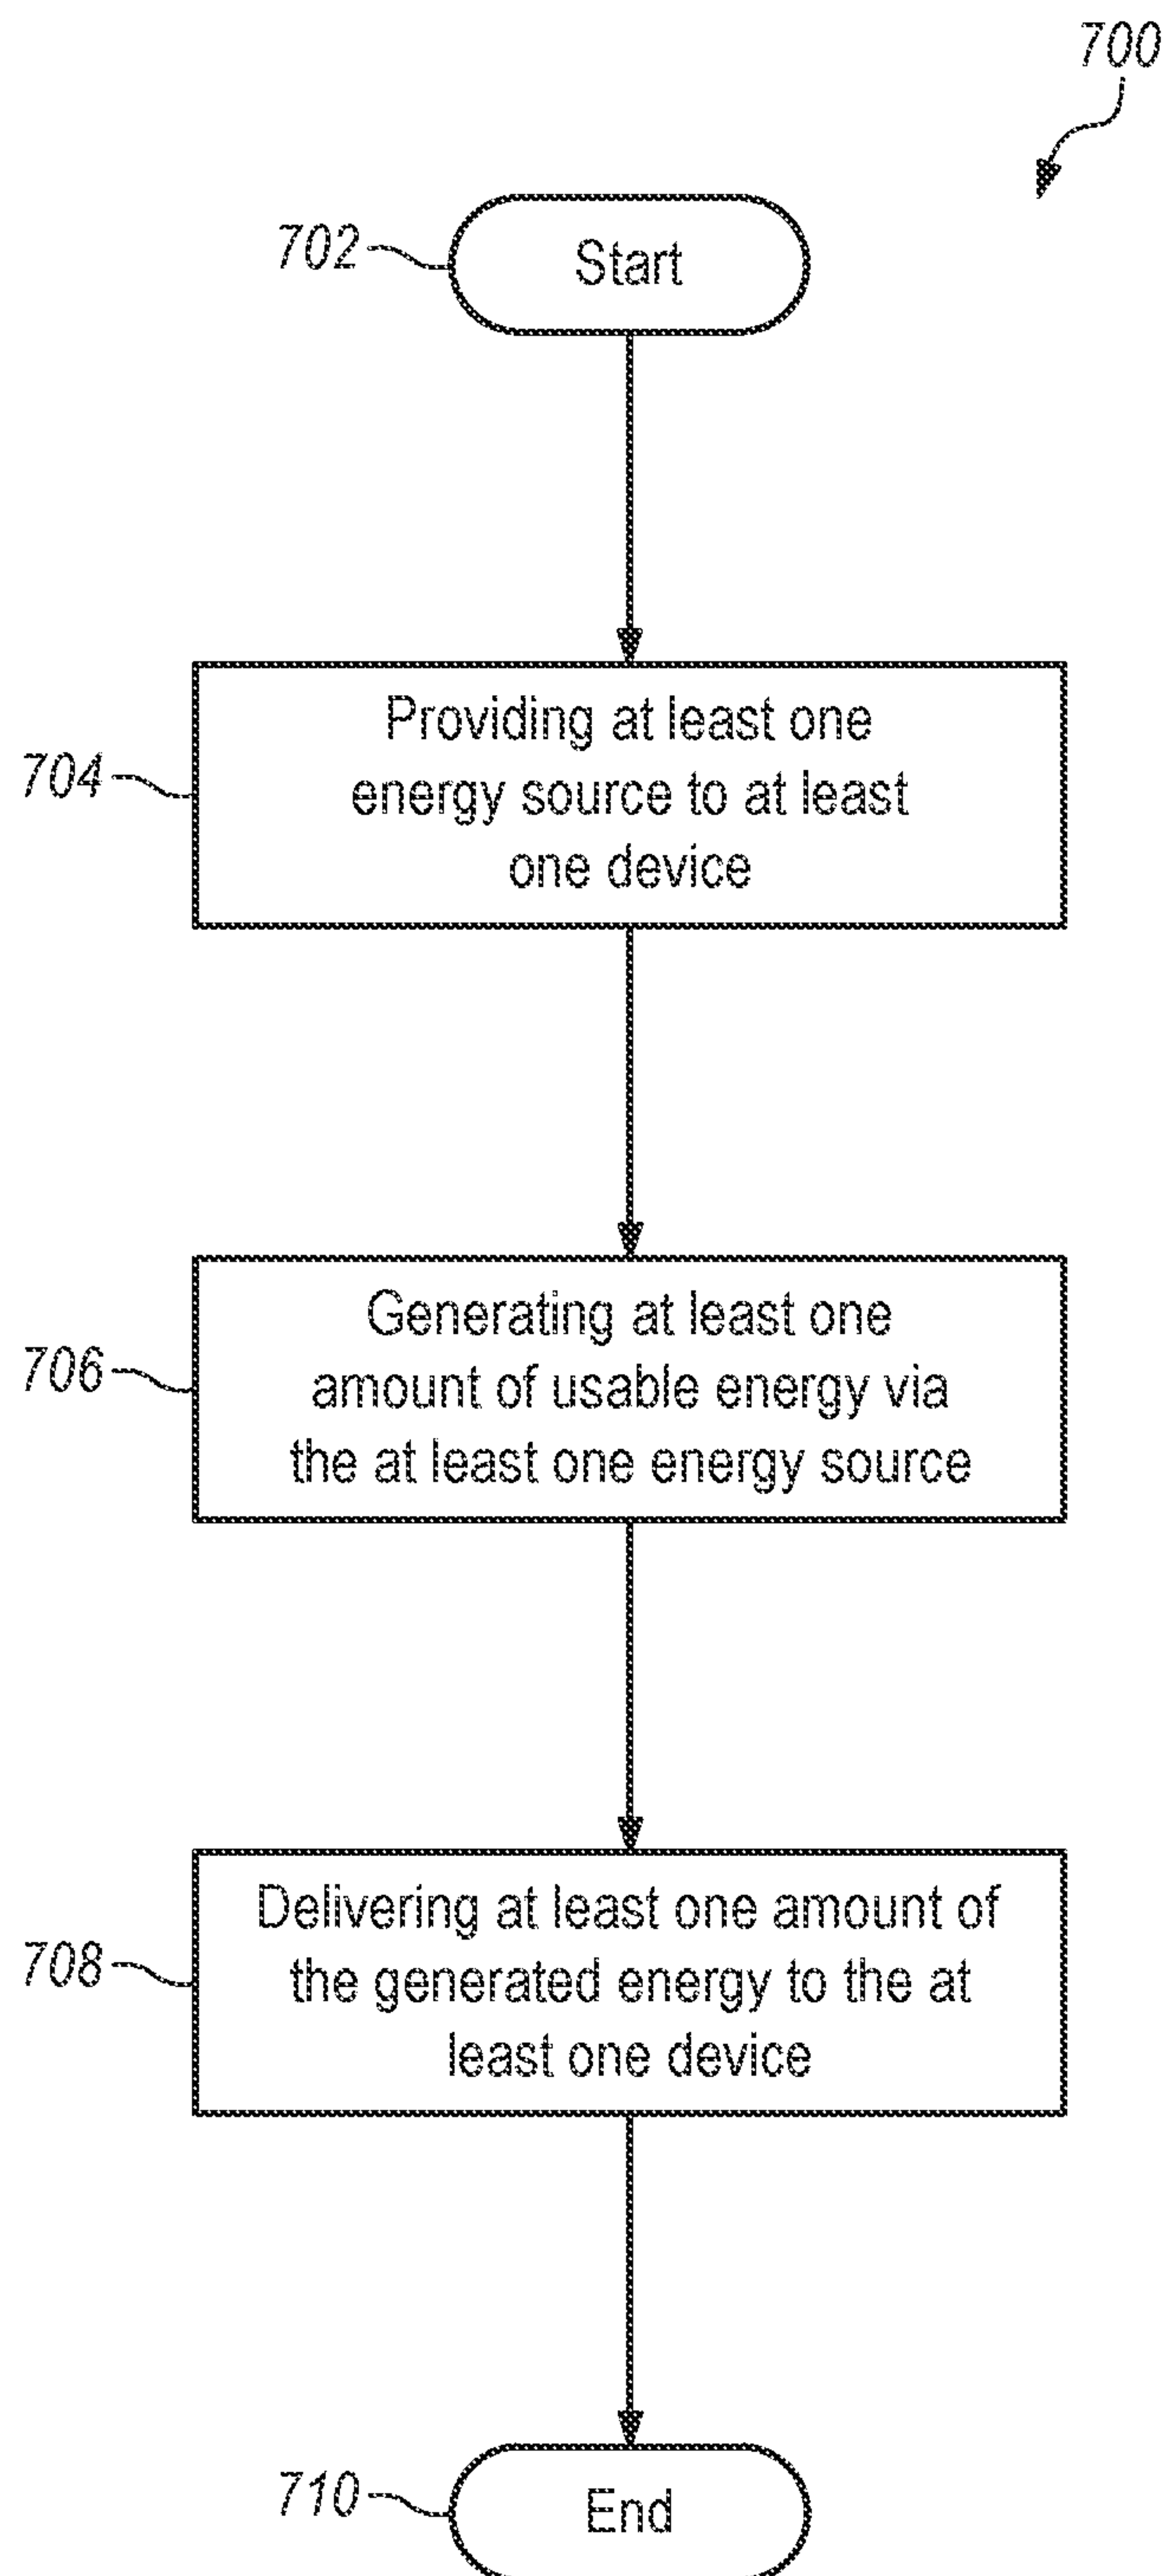 700
702
Start
704
Providing at least one
energy source to at least
one device
706
Generating at least one
amount of usable energy via
the at least one energy source
708
Delivering at least one amount of
the generated energy to the at
least one device
710
End